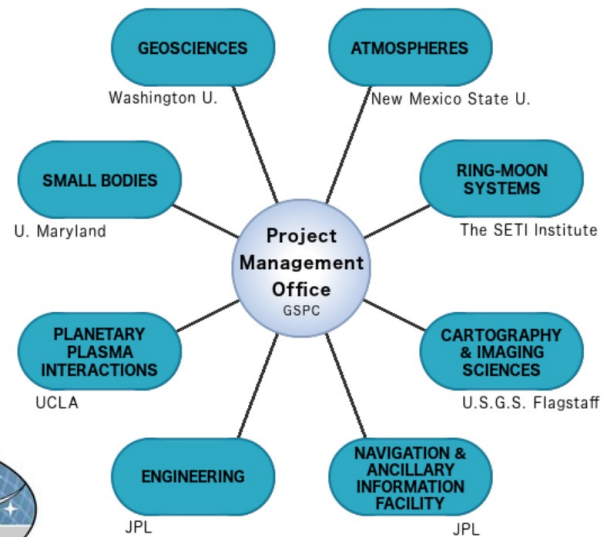 GEOSCIENCES
Washington U.
ATMOSPHERES
New Mexico State U.
SMALL BODIES
U. Maryland
RING-MOON
SYSTEMS
The SETI Institute
Project
Management
Office
GSPC
PLANETARY
PLASMA
INTERACTIONS
UCLA
CARTOGRAPHY
& IMAGING
SCIENCES
U.S.G.S. Flagstaff
ENGINEERING
JPL
NAVIGATION &
ANCILLARY
INFORMATION
FACILITY
JPL